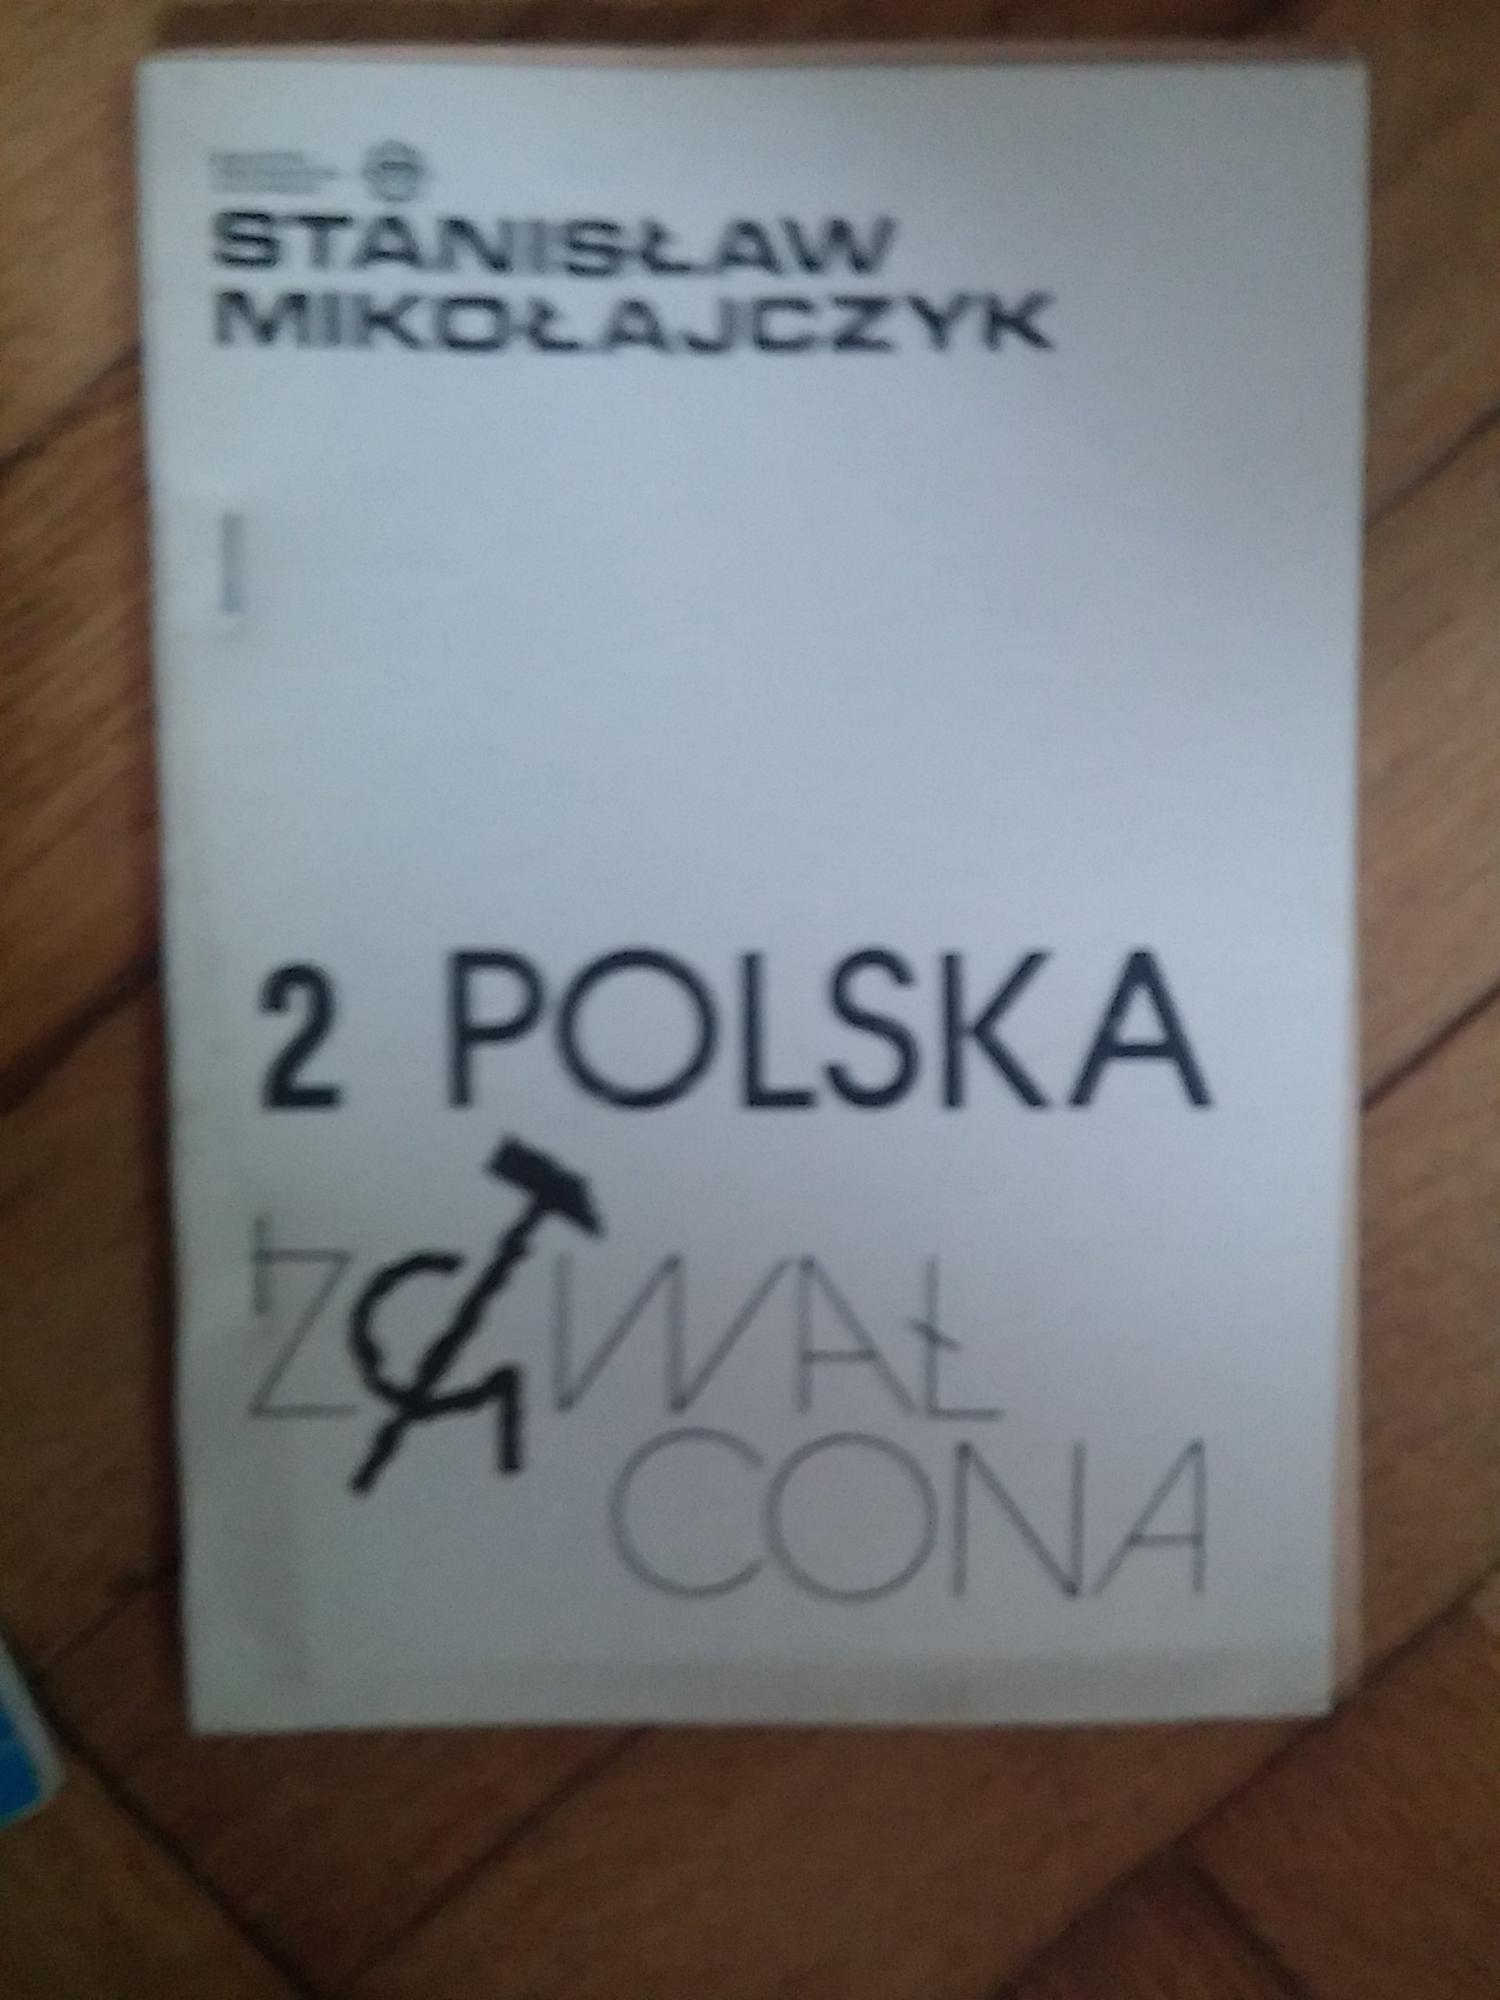 STANISŁAW
MIKOŁAJCZYK
2 POLSKA
ZGWAŁ
CONA